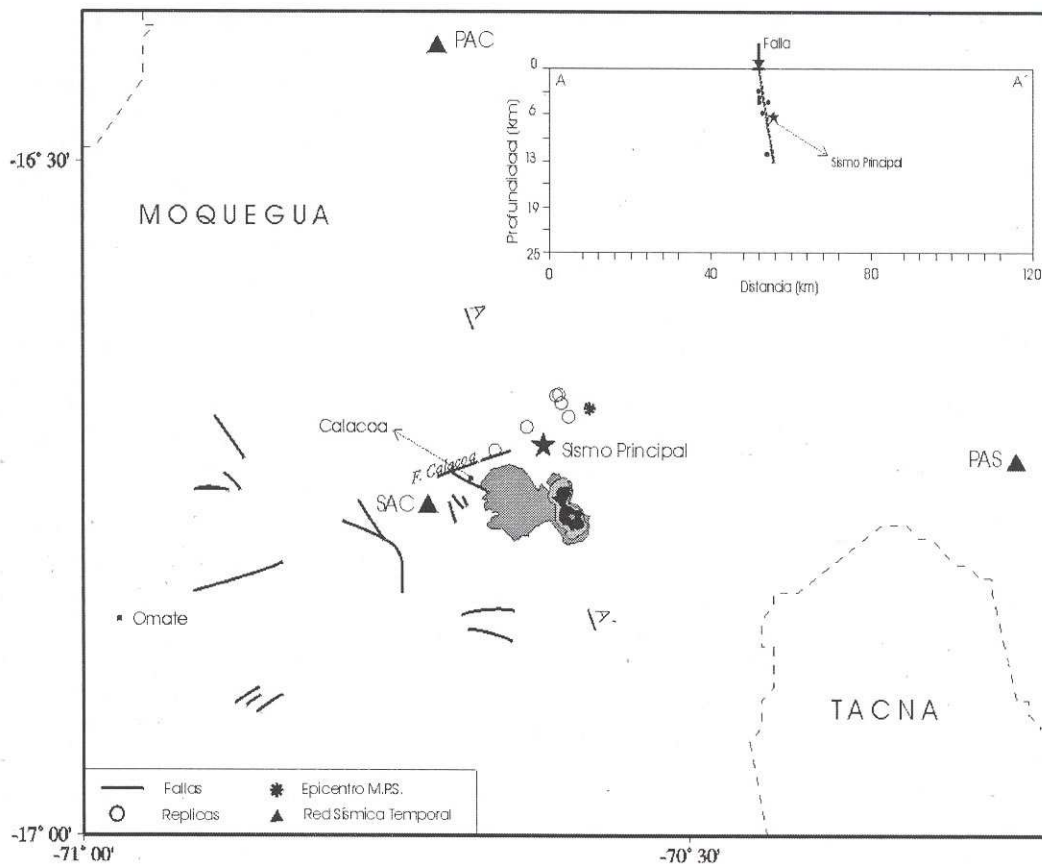 PAC
Falla
0
A
A´
6
13
19
25
Profundidad (km)
Sismo Principal
0
40
80
120
Distancia (km)
-16° 30'
MOQUEGUA
A
Calacoa
F. Calacoa
Sismo Principal
SAC
PAS
Omate
A,
TACNA
Fallas
Epicentro M.P.S.
Replicas
Red Sísmica Temporal
-17° 00'
-71° 00'
-70° 30'